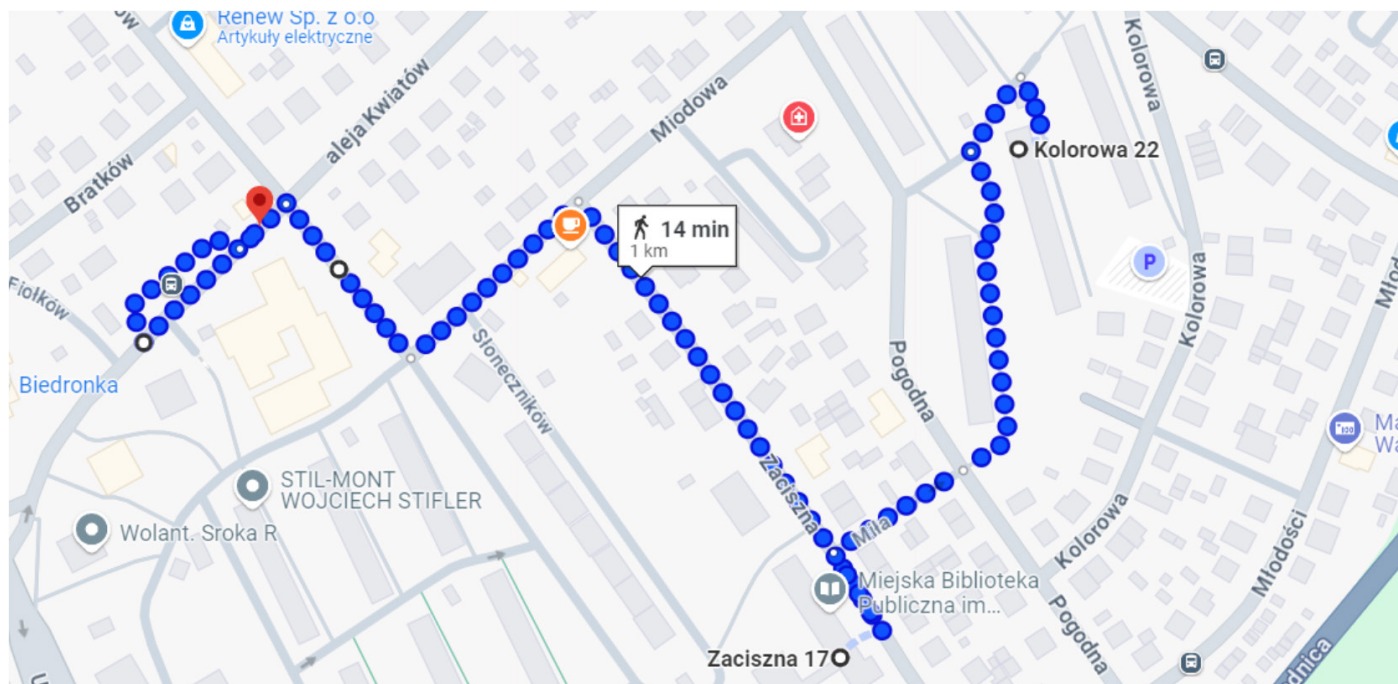 Renew Sp. z o.o
Artykuły elektryczne
aleja Kwiatów
Bratków
Fiołków
Biedronka
Miodowa
14 min
1 km
Kolorowa
Kolorowa 22
P
Kolorowa
Słoneczników
Pogodna
STIL-MONT
WOJCIECH STIFLER
Wolant. Sroka R
Zaciszna
Miła
Miejska Biblioteka
Publiczna im...
Zaciszna 17
Kolorowa
Pogodna
Młodości